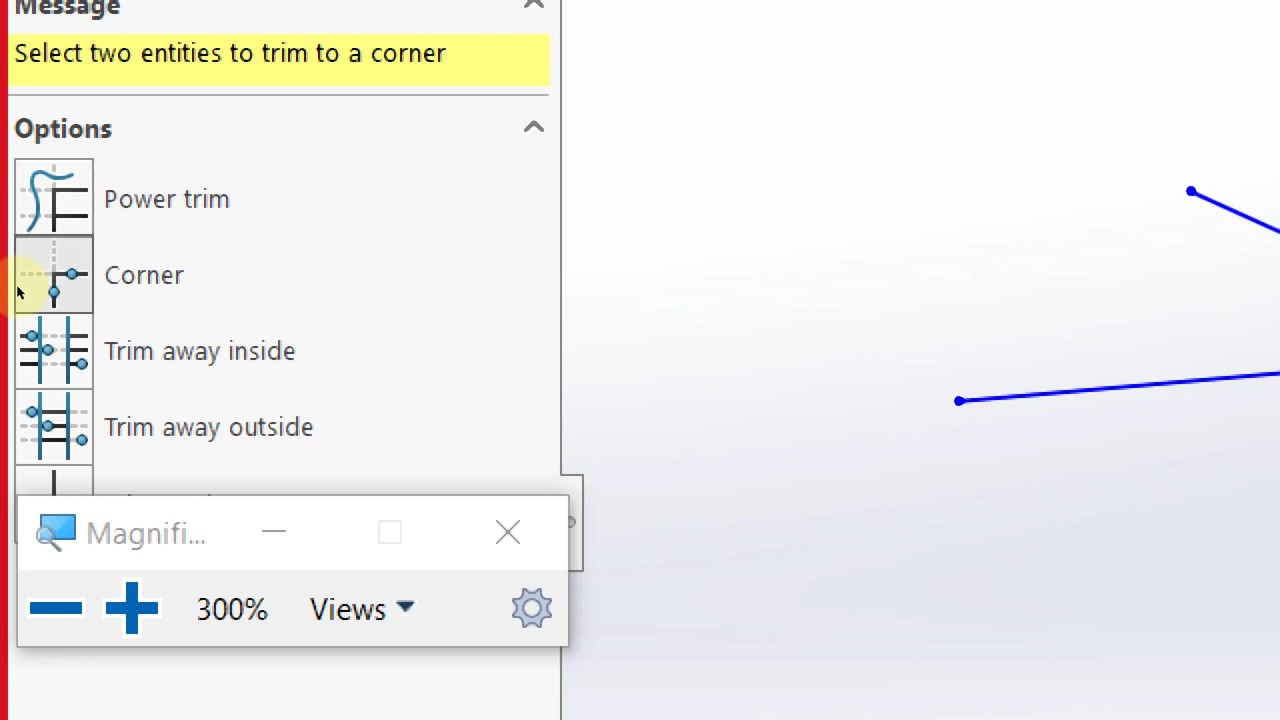 Message
Select two entities to trim to a corner
Options
Power trim
Corner
Trim away inside
Trim away outside
Magnifi...
300%
Views